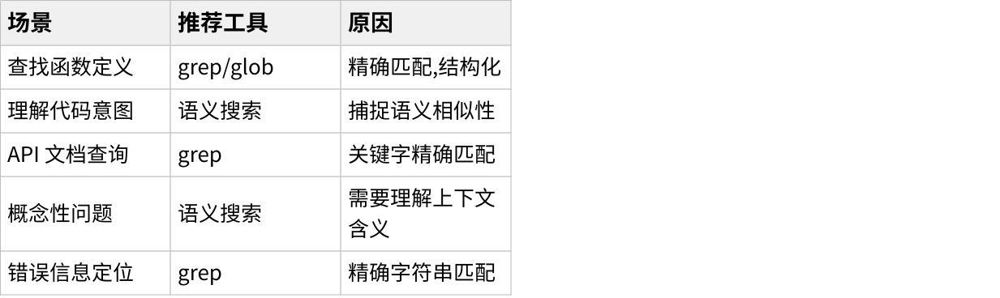 场景 推荐工具 原因
查找函数定义 grep/glob 精确匹配,结构化
理解代码意图 语义搜索 捕捉语义相似性
API 文档查询 grep 关键字精确匹配
概念性问题 语义搜索 需要理解上下文
含义
错误信息定位 grep 精确字符串匹配